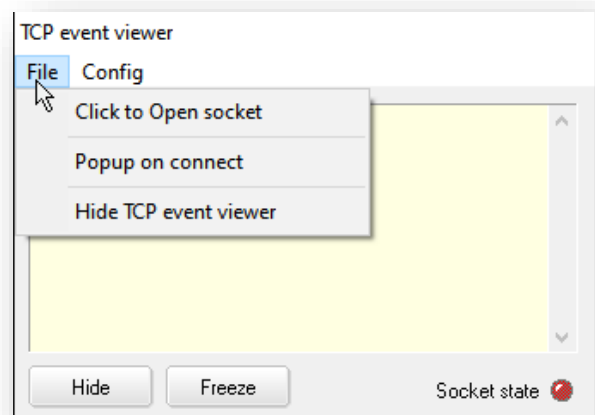 TCP event viewer
File Config
Click to Open socket
Popup on connect
Hide TCP event viewer
Hide Freeze Socket state